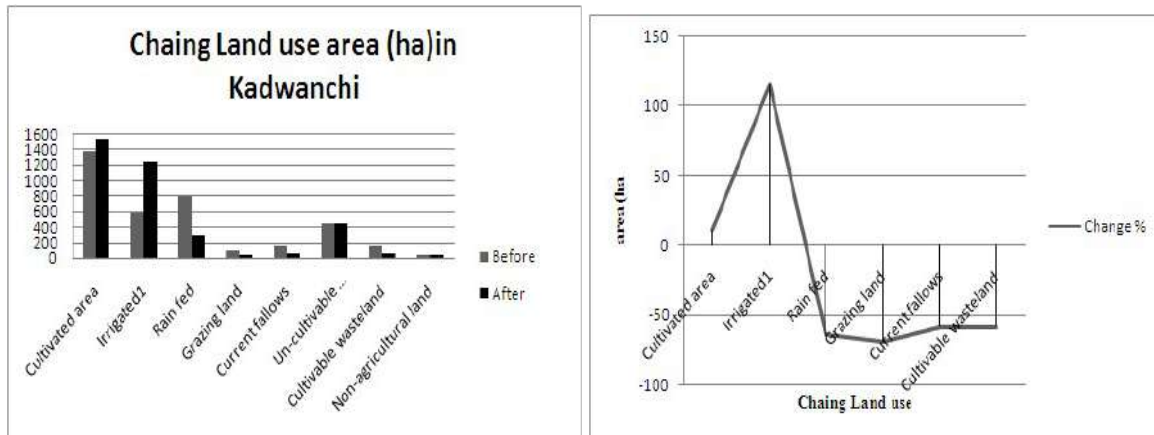 Chaing Land use area (ha)in
Kadwanchi
1600
1400
1200
1000
800
600
400
200
0
Cultivated area
Irrigated1
Rain fed
Grazing land
Current fallows
Un-cultivable ...
Cultivable wasteland
Non-agricultural land
Before
After
150
100
50
0
-50
-100
area (ha
Cultivated area
Irrigated1
Rain fed
Grazing land
Current fallows
Cultivable wasteland
Chaing Land use
Change %